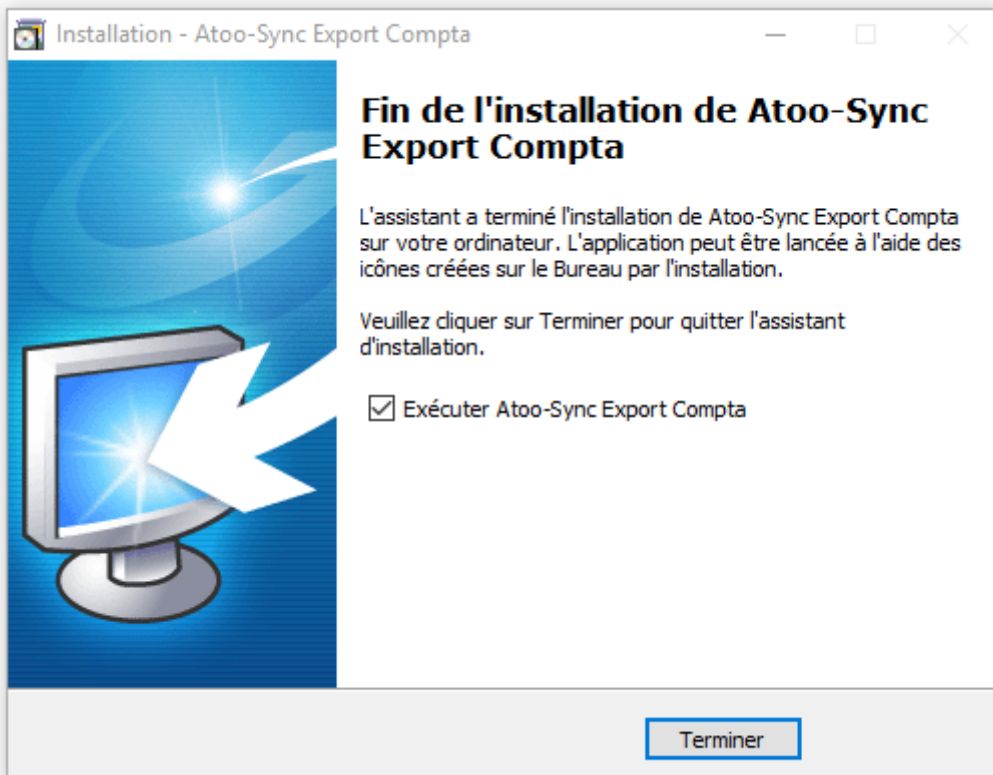 Installation - Atoo-Sync Export Compta
Fin de l'installation de Atoo-Sync
Export Compta
L'assistant a terminé l'installation de Atoo-Sync Export Compta
sur votre ordinateur. L'application peut être lancée à l'aide des
icônes créées sur le Bureau par l'installation.
Veuillez cliquer sur Terminer pour quitter l'assistant
d'installation.
Exécuter Atoo-Sync Export Compta
Terminer